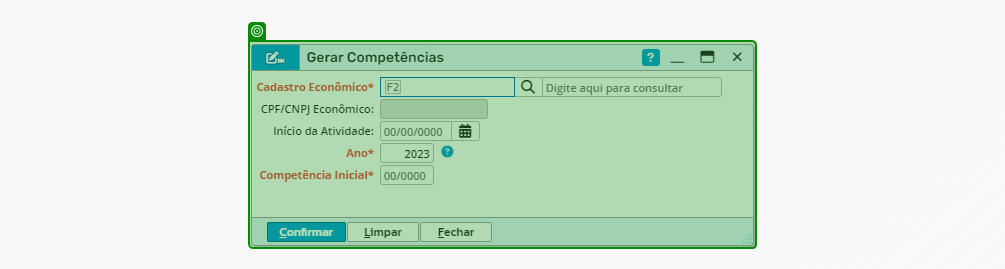 Gerar Competências ?
Cadastro Econômico* F2 Digite aqui para consultar
CPF/CNPJ Econômico:
Início da Atividade: 00/00/0000
Ano* 2023 ?
Competência Inicial* 00/0000
Confirmar Limpar Fechar